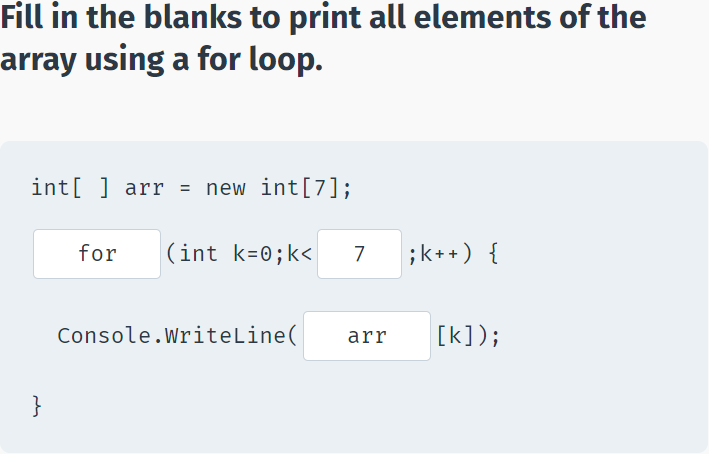 Fill in the blanks to print all elements of the
array using a for loop.
int[ ] arr = new int[7];
for (int k=0;k< 7 ;k++) {
Console.WriteLine( arr [k]);
}